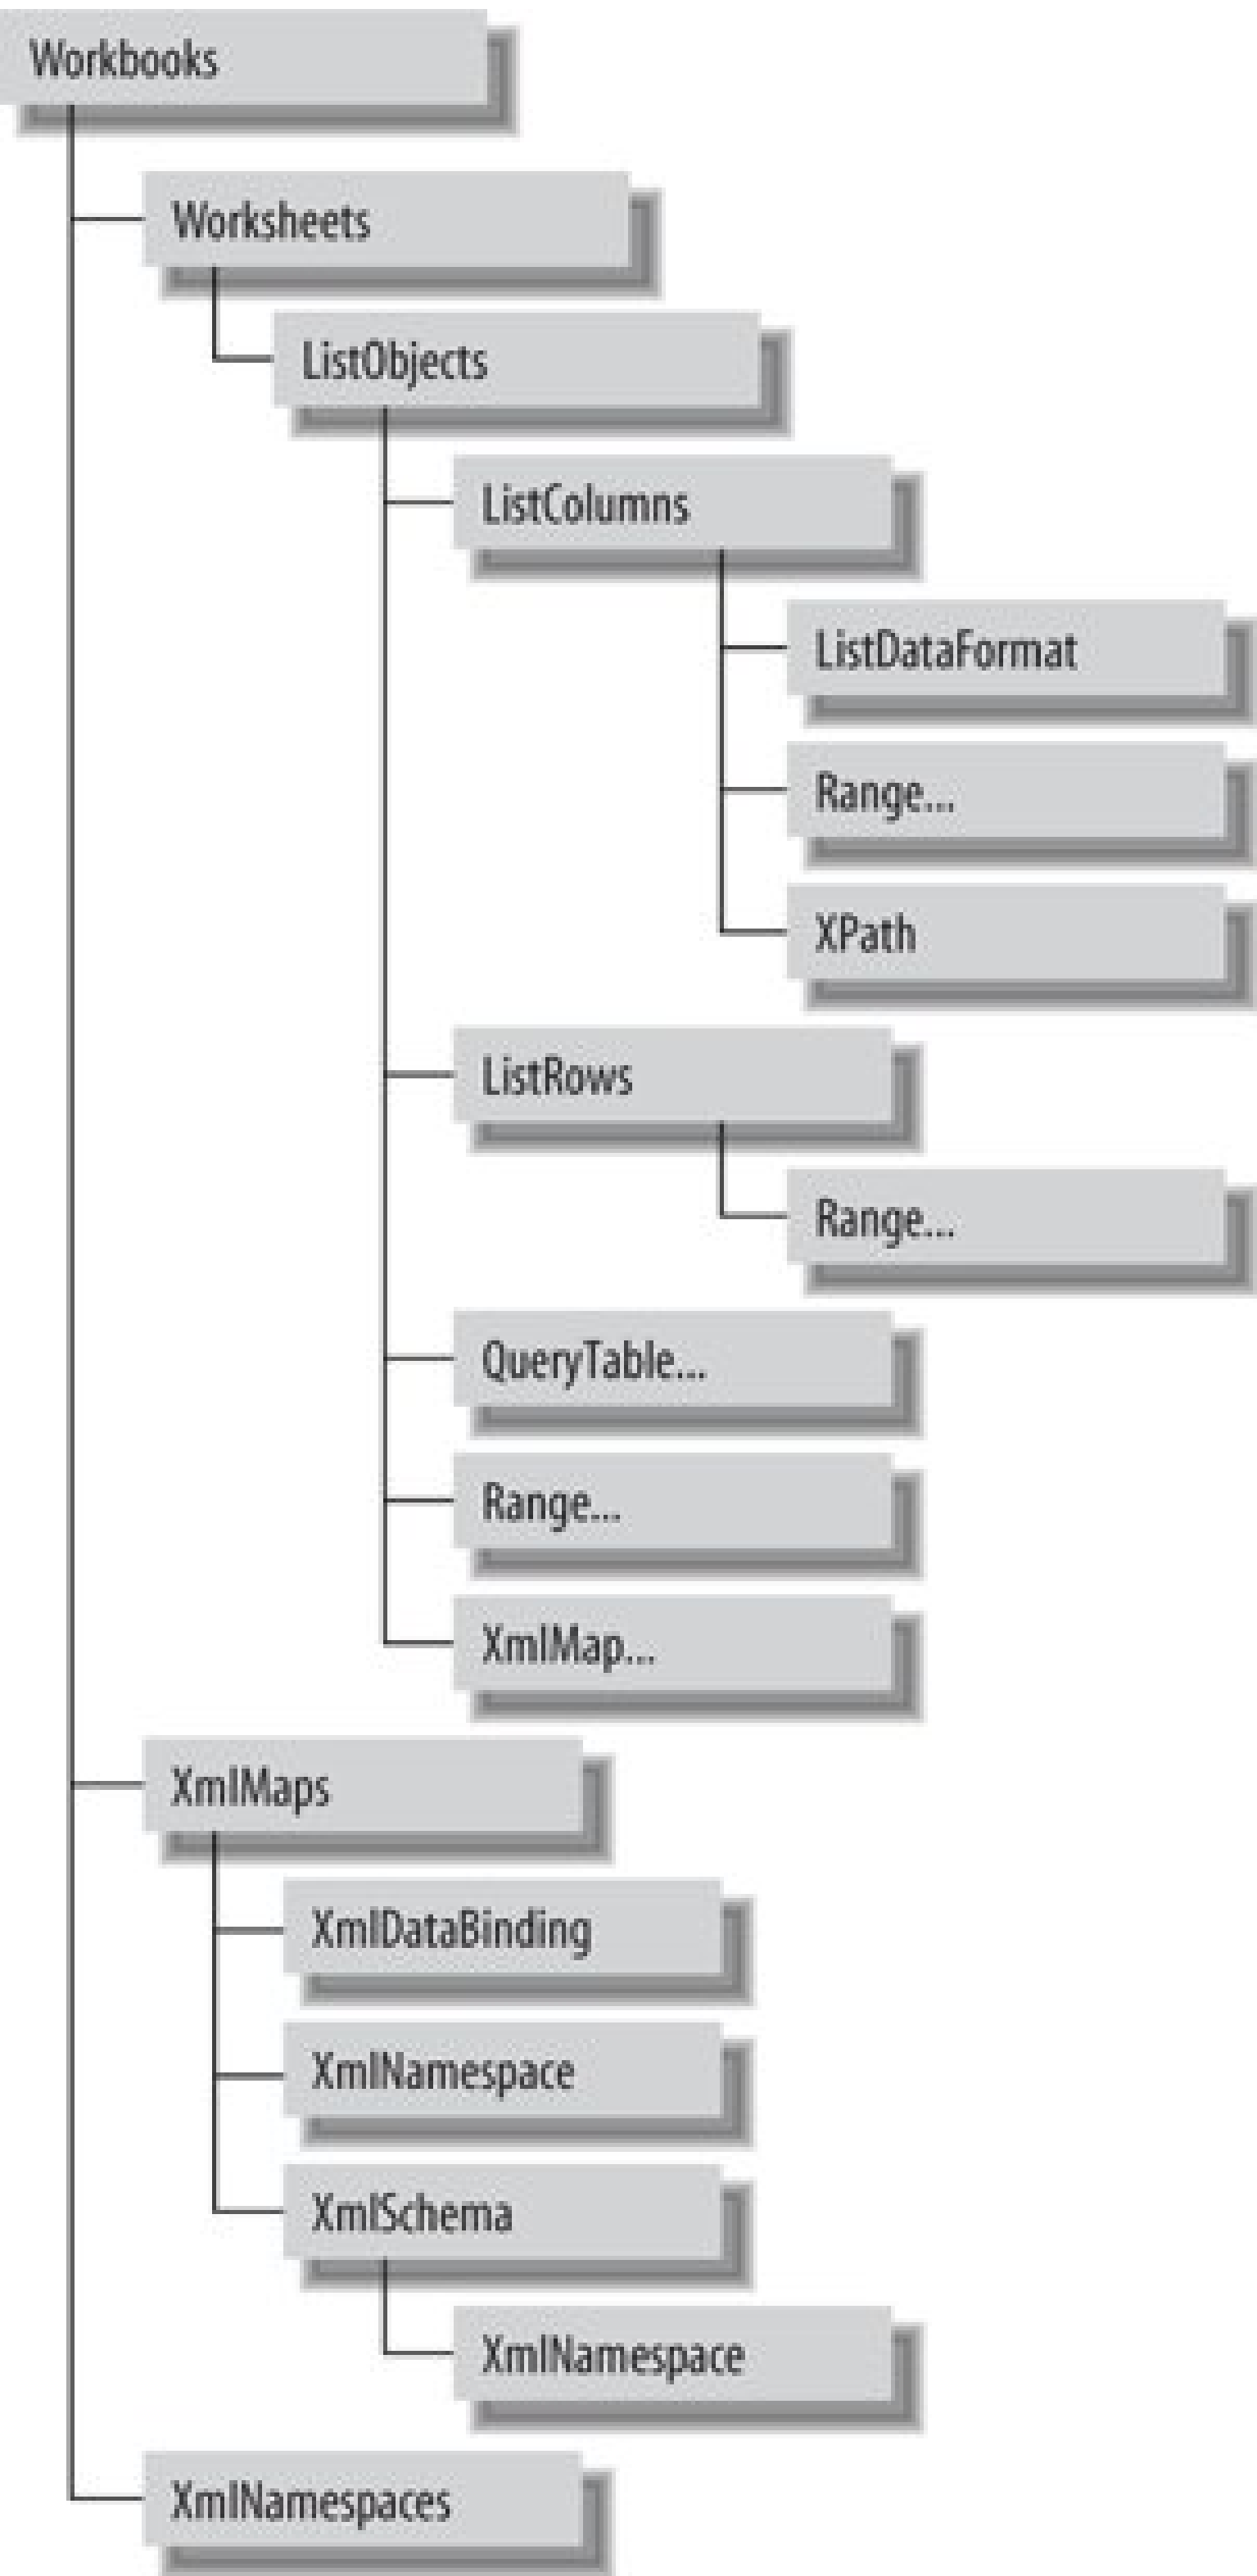 Workbooks
Worksheets
ListObjects
ListColumns
ListDataFormat
Range...
XPath
ListRows
Range...
QueryTable...
Range...
XmlMap...
XmlMaps
XmlDataBinding
XmlNamespace
XmlSchema
XmlNamespace
XmlNamespaces